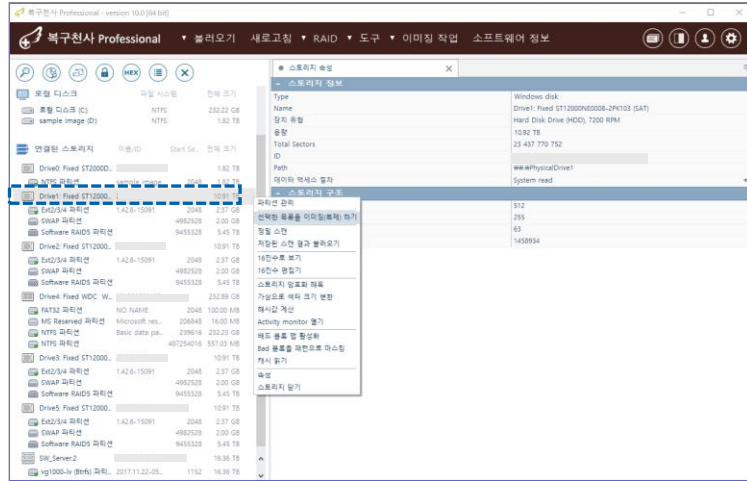 복구천사 Professional - version 10.0 [64 bit]
복구천사 Professional
불러오기
새로고침
RAID
도구
이미징 작업
소프트웨어 정보
HEX
로컬 디스크 파일 시스템 전체 크기
로컬 디스크 (C) NTFS 232.22 GB
sample image (D) NTFS 1.82 TB
연결된 스토리지 이름/ID Start Se.. 전체 크기
Drive0: Fixed ST2000D.. 1.82 TB
NTFS 파티션 sample image 2048 1.82 TB
Drive1: Fixed ST12000.. 10.91 TB
Ext2/3/4 파티션 1.42.6-15091 2048 2.37 GB
SWAP 파티션 4982528 2.00 GB
Software RAID5 파티션 9455328 5.45 TB
Drive2: Fixed ST12000.. 10.91 TB
Ext2/3/4 파티션 1.42.6-15091 2048 2.37 GB
SWAP 파티션 4982528 2.00 GB
Software RAID5 파티션 9455328 5.45 TB
Drive4: Fixed WDC W.. 232.89 GB
FAT32 파티션 NO NAME 2048 100.00 MB
MS Reserved 파티션 Microsoft res.. 206848 16.00 MB
NTFS 파티션 Basic data pa.. 239616 232.23 GB
NTFS 파티션 487254016 557.03 MB
Drive3: Fixed ST12000.. 10.91 TB
Ext2/3/4 파티션 1.42.6-15091 2048 2.37 GB
SWAP 파티션 4982528 2.00 GB
Software RAID5 파티션 9455328 5.45 TB
Drive5: Fixed ST12000.. 10.91 TB
Ext2/3/4 파티션 1.42.6-15091 2048 2.37 GB
SWAP 파티션 4982528 2.00 GB
Software RAID5 파티션 9455328 5.45 TB
SW_Server:2 16.36 TB
vg1000-lv (Btrfs) 파티.. 2017.11.22-05.. 1152 16.36 TB
스토리지 속성
스토리지 정보
Type Windows disk
Name Drive1: Fixed ST12000NE0008-2PK103 (SAT)
장치 유형 Hard Disk Drive (HDD), 7200 RPM
용량 10.92 TB
Total Sectors 23 437 770 752
ID
Path \\.\PhysicalDrive1
데이터 액세스 절차 System read
스토리지 구조
512
255
63
1458934
파티션 관리
선택한 목록을 이미징(복제) 하기
정밀 스캔
저장된 스캔 결과 불러오기
16진수로 보기
16진수 편집기
스토리지 암호화 해독
가상으로 섹터 크기 변환
해시값 계산
Activity monitor 열기
배드 블록 맵 활성화
Bad 블록을 패턴으로 마스킹
캐시 읽기
속성
스토리지 닫기